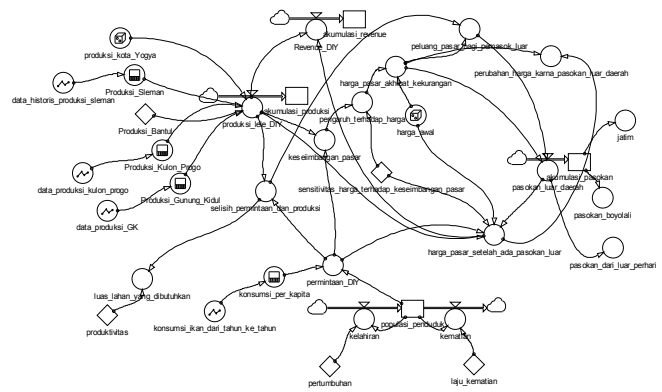 akumulasi_revenue
Revenue_DIY
produksi_kota_Yogya
peluang_pasar_bagi_pemasok_luar
perubahan_harga_karna_pasokan_luar_daerah
harga_pasar_akibat_kekurangan
Produksi_Sleman
data_historis_produksi_sleman
akumulasi_produksi
produksi_lele_DIY
pengaruh_terhadap_harga
harga_awal
Produksi_Bantul
keseimbangan_pasar
jatim
Produksi_Kulon_Progo
data_produksi_kulon_progo
akumulasi_pasokan
pasokan_luar_daerah
sensitivitas_harga_terhadap_keseimbangan_pasar
Produksi_Gunung_Kidul
data_produksi_GK
selisih_permintaan_dan_produksi
pasokan_boyolali
harga_pasar_setelah_ada_pasokan_luar
pasokan_dari_luar_perhari
permintaan_DIY
luas_lahan_yang_dibutuhkan
konsumsi_per_kapita
produktivitas
konsumsi_ikan_dari_tahun_ke_tahun
populasi_penduduk
kelahiran
kematian
pertumbuhan
laju_kematian